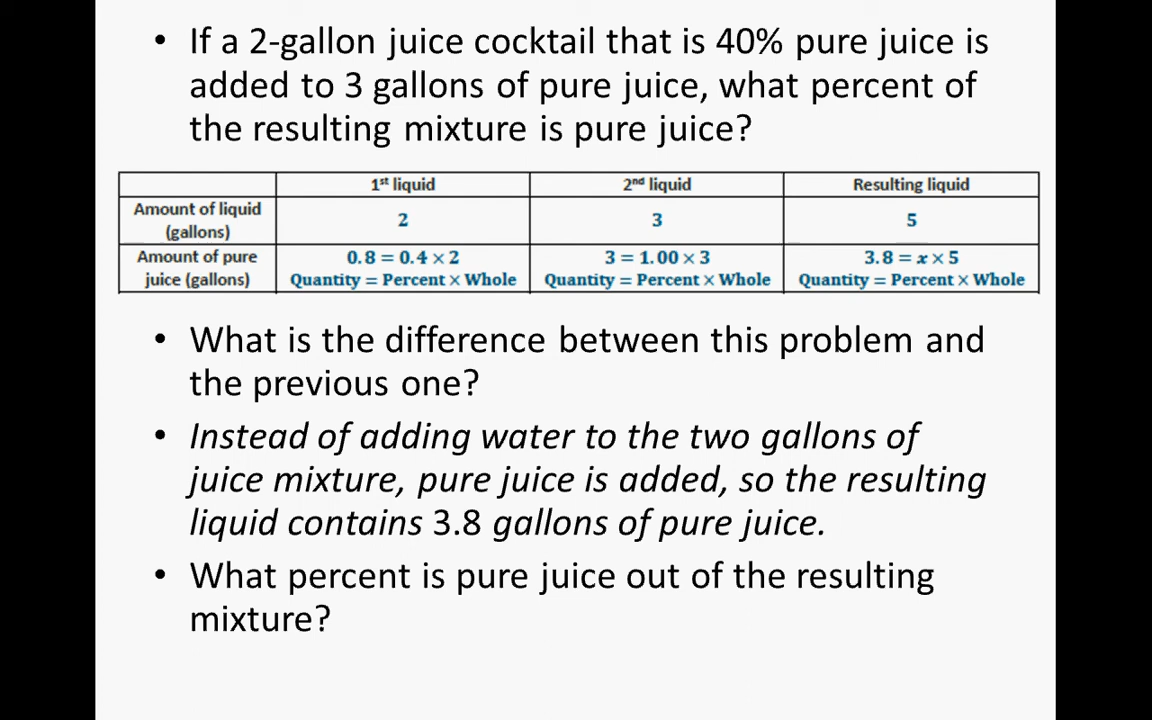 • If a 2-gallon juice cocktail that is 40% pure juice is
added to 3 gallons of pure juice, what percent of
the resulting mixture is pure juice?
1st liquid 2nd liquid Resulting liquid
Amount of liquid (gallons) 2 3 5
Amount of pure juice (gallons) 0.8 = 0.4 × 2 3 = 1.00 × 3 3.8 = x × 5
Quantity = Percent × Whole Quantity = Percent × Whole Quantity = Percent × Whole
• What is the difference between this problem and
the previous one?
• Instead of adding water to the two gallons of
juice mixture, pure juice is added, so the resulting
liquid contains 3.8 gallons of pure juice.
• What percent is pure juice out of the resulting
mixture?